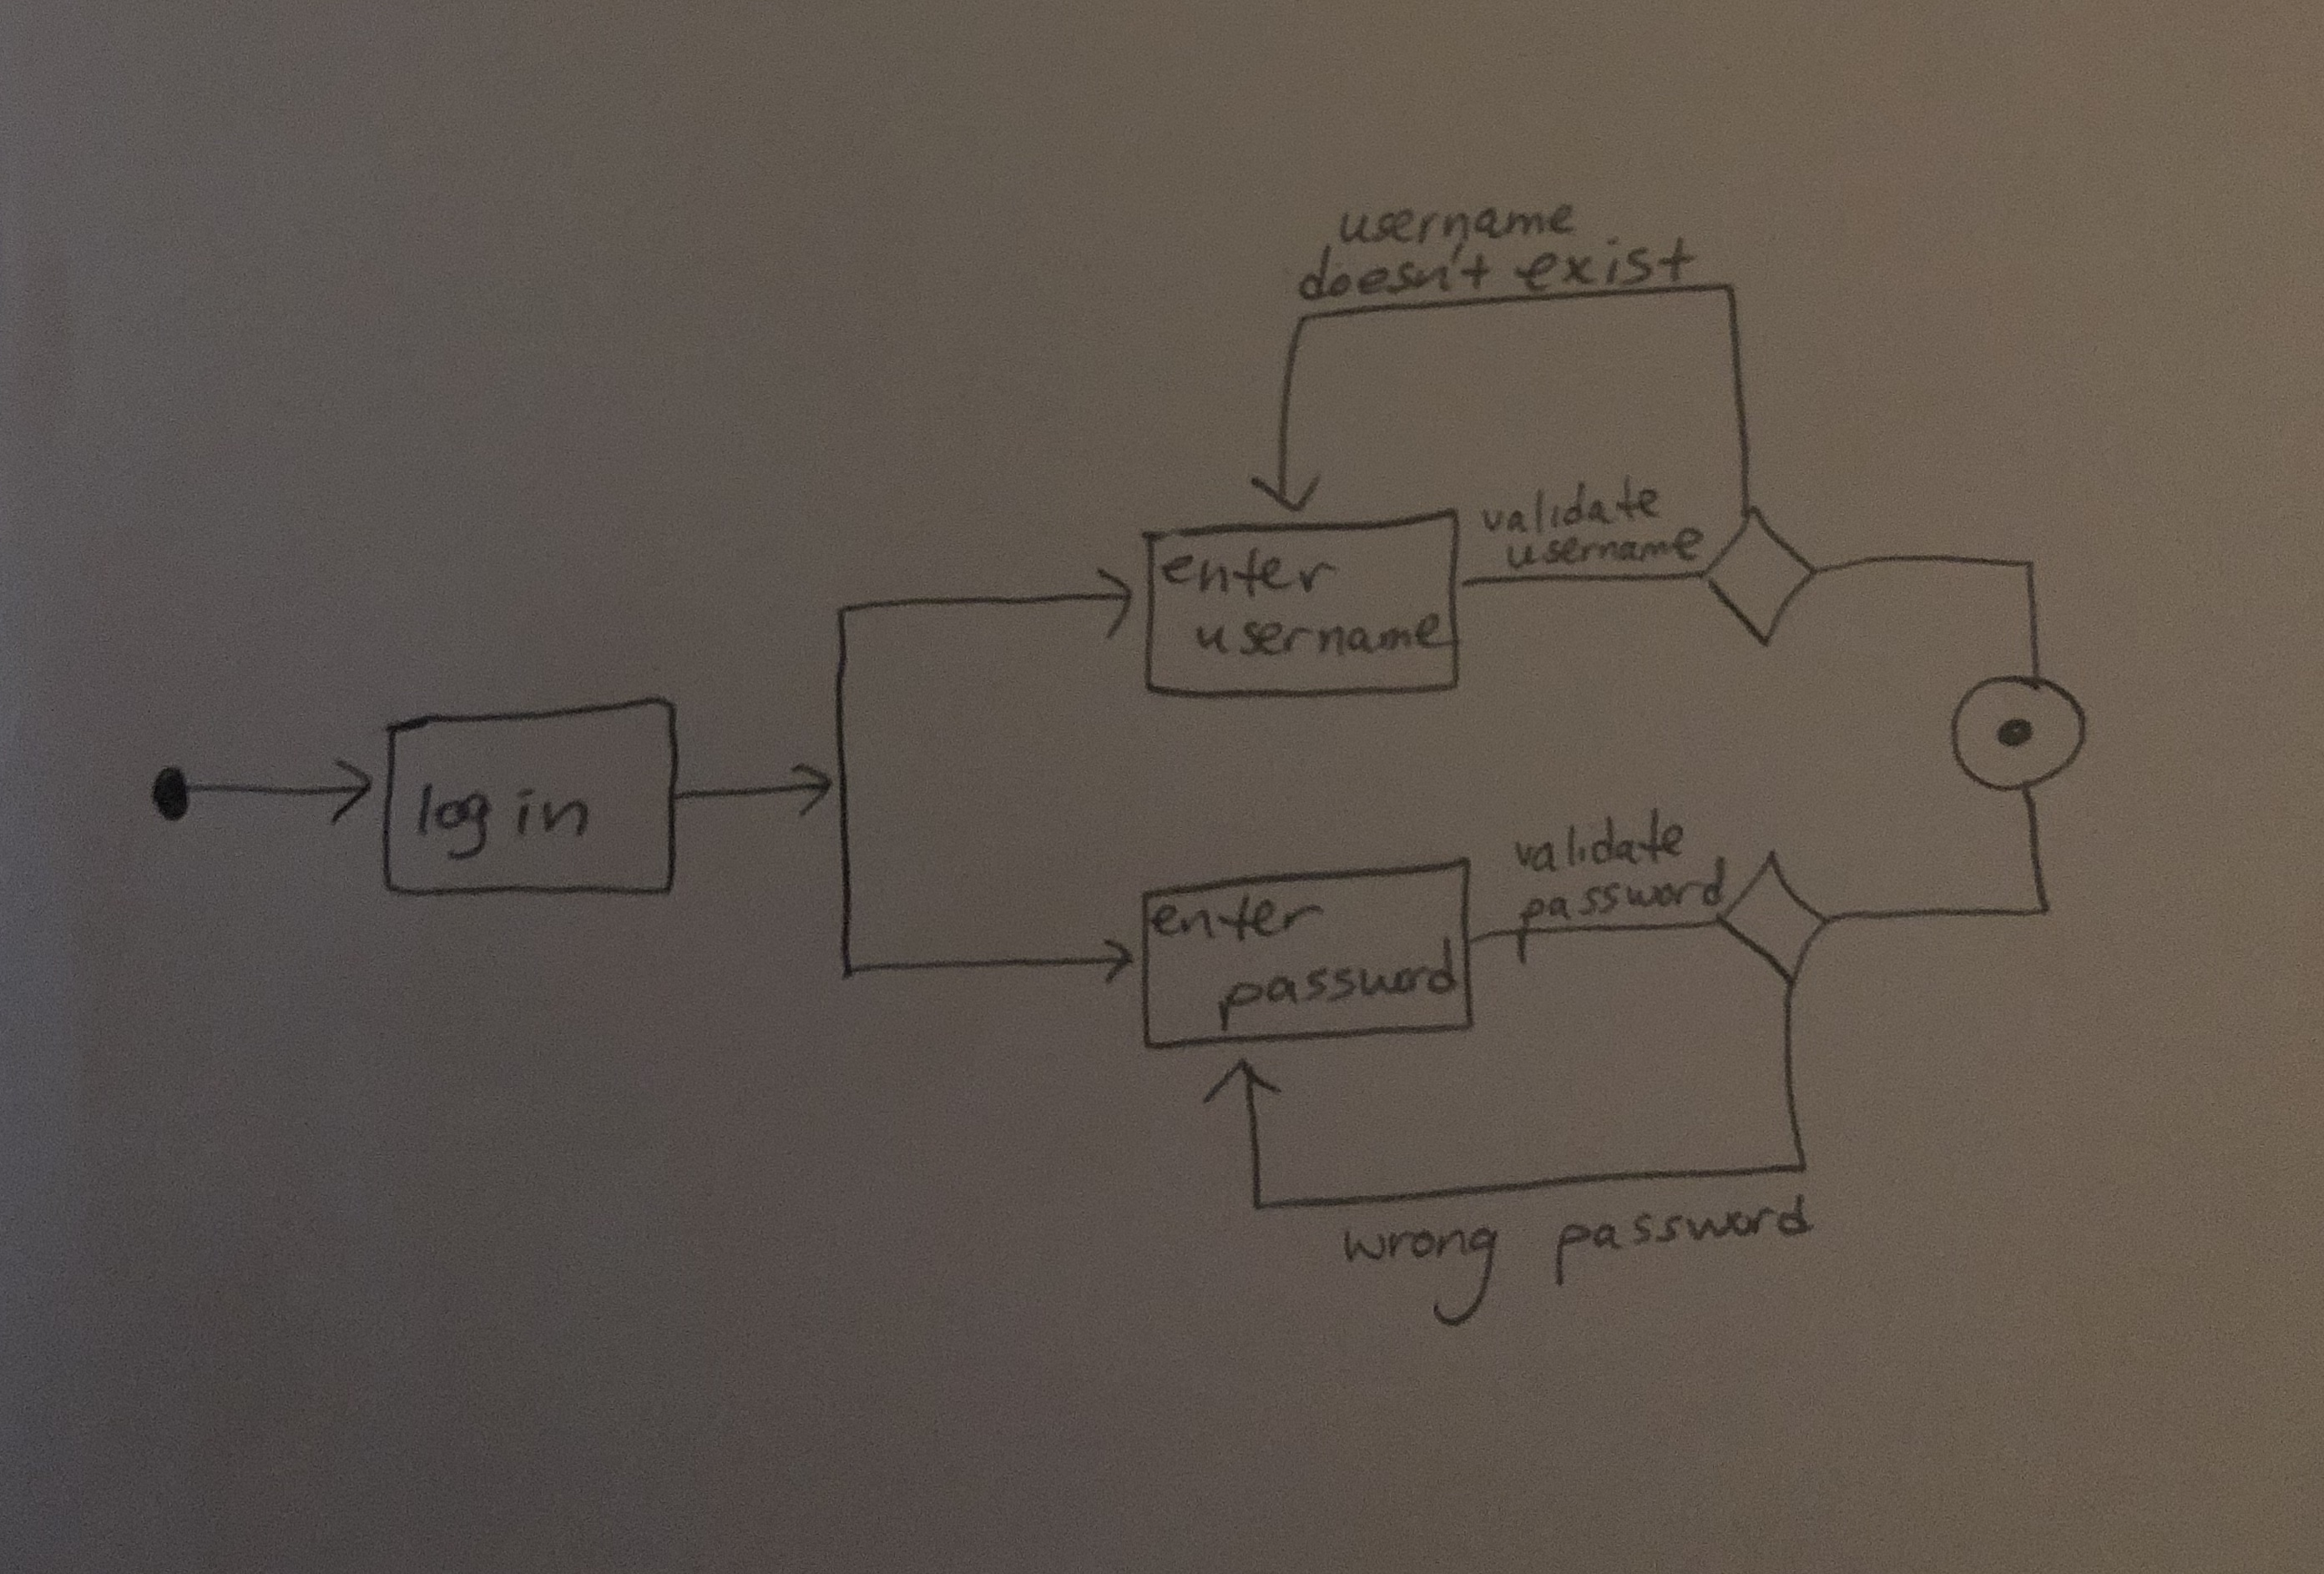 username
doesn't exist
validate
username
enter
username
log in
validate
password
enter
password
wrong password